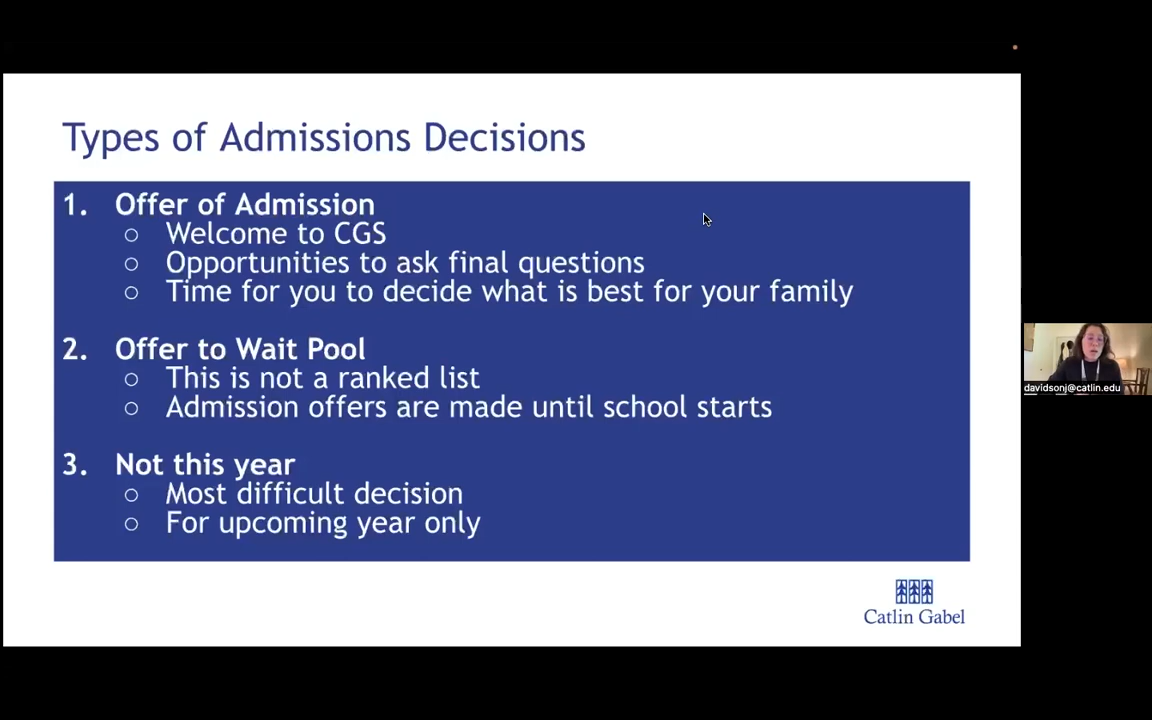 Types of Admissions Decisions
1. Offer of Admission
○ Welcome to CGS
○ Opportunities to ask final questions
○ Time for you to decide what is best for your family
2. Offer to Wait Pool
○ This is not a ranked list
○ Admission offers are made until school starts
3. Not this year
○ Most difficult decision
○ For upcoming year only
Catlin Gabel
davidsonj@catlin.edu